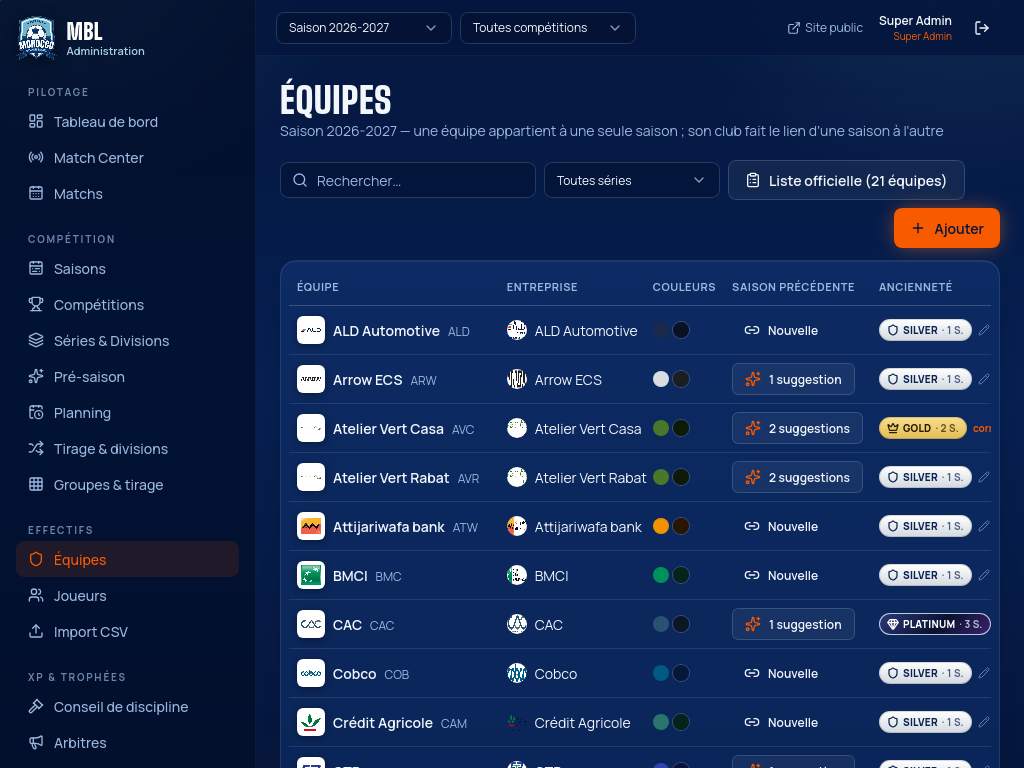 MOROCCO
MBL
Administration
PILOTAGE
Tableau de bord
Match Center
Matchs
COMPÉTITION
Saisons
Compétitions
Séries & Divisions
Pré-saison
Planning
Tirage & divisions
Groupes & tirage
EFFECTIFS
Équipes
Joueurs
Import CSV
XP & TROPHÉES
Conseil de discipline
Arbitres
Saison 2026-2027
Toutes compétitions
Site public
Super Admin
Super Admin
ÉQUIPES
Saison 2026-2027 — une équipe appartient à une seule saison ; son club fait le lien d'une saison à l'autre
Rechercher…
Toutes séries
Liste officielle (21 équipes)
Ajouter
ÉQUIPE ENTREPRISE COULEURS SAISON PRÉCÉDENTE ANCIENNETÉ
ALD ALD Automotive ALD ALD Automotive Nouvelle SILVER · 1 S.
ARROW Arrow ECS ARW Arrow ECS 1 suggestion SILVER · 1 S.
Atelier Vert Casa AVC Atelier Vert Casa 2 suggestions GOLD · 2 S.
Atelier Vert Rabat AVR Atelier Vert Rabat 2 suggestions SILVER · 1 S.
Attijariwafa bank ATW Attijariwafa bank Nouvelle SILVER · 1 S.
BMCI BMC BMCI Nouvelle SILVER · 1 S.
CAC CAC CAC CAC 1 suggestion PLATINUM · 3 S.
cobco Cobco COB Cobco Nouvelle SILVER · 1 S.
Crédit Agricole CAM Crédit Agricole Nouvelle SILVER · 1 S.